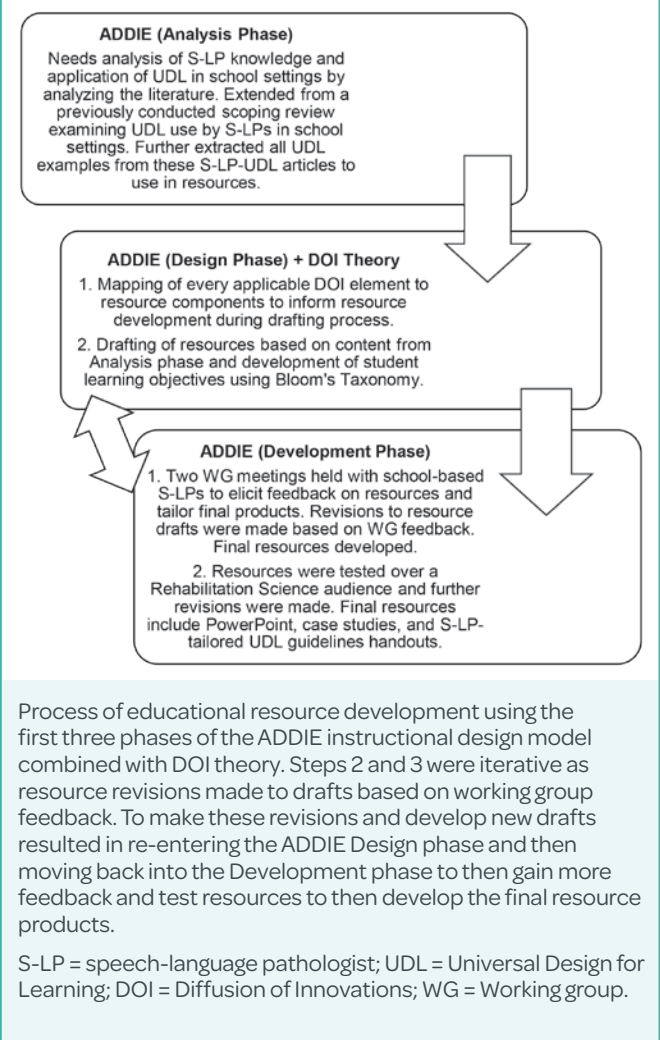 ADDIE (Analysis Phase)
Needs analysis of S-LP knowledge and
application of UDL in school settings by
analyzing the literature. Extended from a
previously conducted scoping review
examining UDL use by S-LPs in school
settings. Further extracted all UDL
examples from these S-LP-UDL articles to
use in resources.
ADDIE (Design Phase) + DOI Theory
1. Mapping of every applicable DOI element to
resource components to inform resource
development during drafting process.
2. Drafting of resources based on content from
Analysis phase and development of student
learning objectives using Bloom's Taxonomy.
ADDIE (Development Phase)
1. Two WG meetings held with school-based
S-LPs to elicit feedback on resources and
tailor final products. Revisions to resource
drafts were made based on WG feedback.
Final resources developed.
2. Resources were tested over a
Rehabilitation Science audience and further
revisions were made. Final resources
include PowerPoint, case studies, and S-LP-
tailored UDL guidelines handouts.
Process of educational resource development using the
first three phases of the ADDIE instructional design model
combined with DOI theory. Steps 2 and 3 were iterative as
resource revisions made to drafts based on working group
feedback. To make these revisions and develop new drafts
resulted in re-entering the ADDIE Design phase and then
moving back into the Development phase to then gain more
feedback and test resources to then develop the final resource
products.
S-LP = speech-language pathologist; UDL = Universal Design for
Learning; DOI = Diffusion of Innovations; WG = Working group.